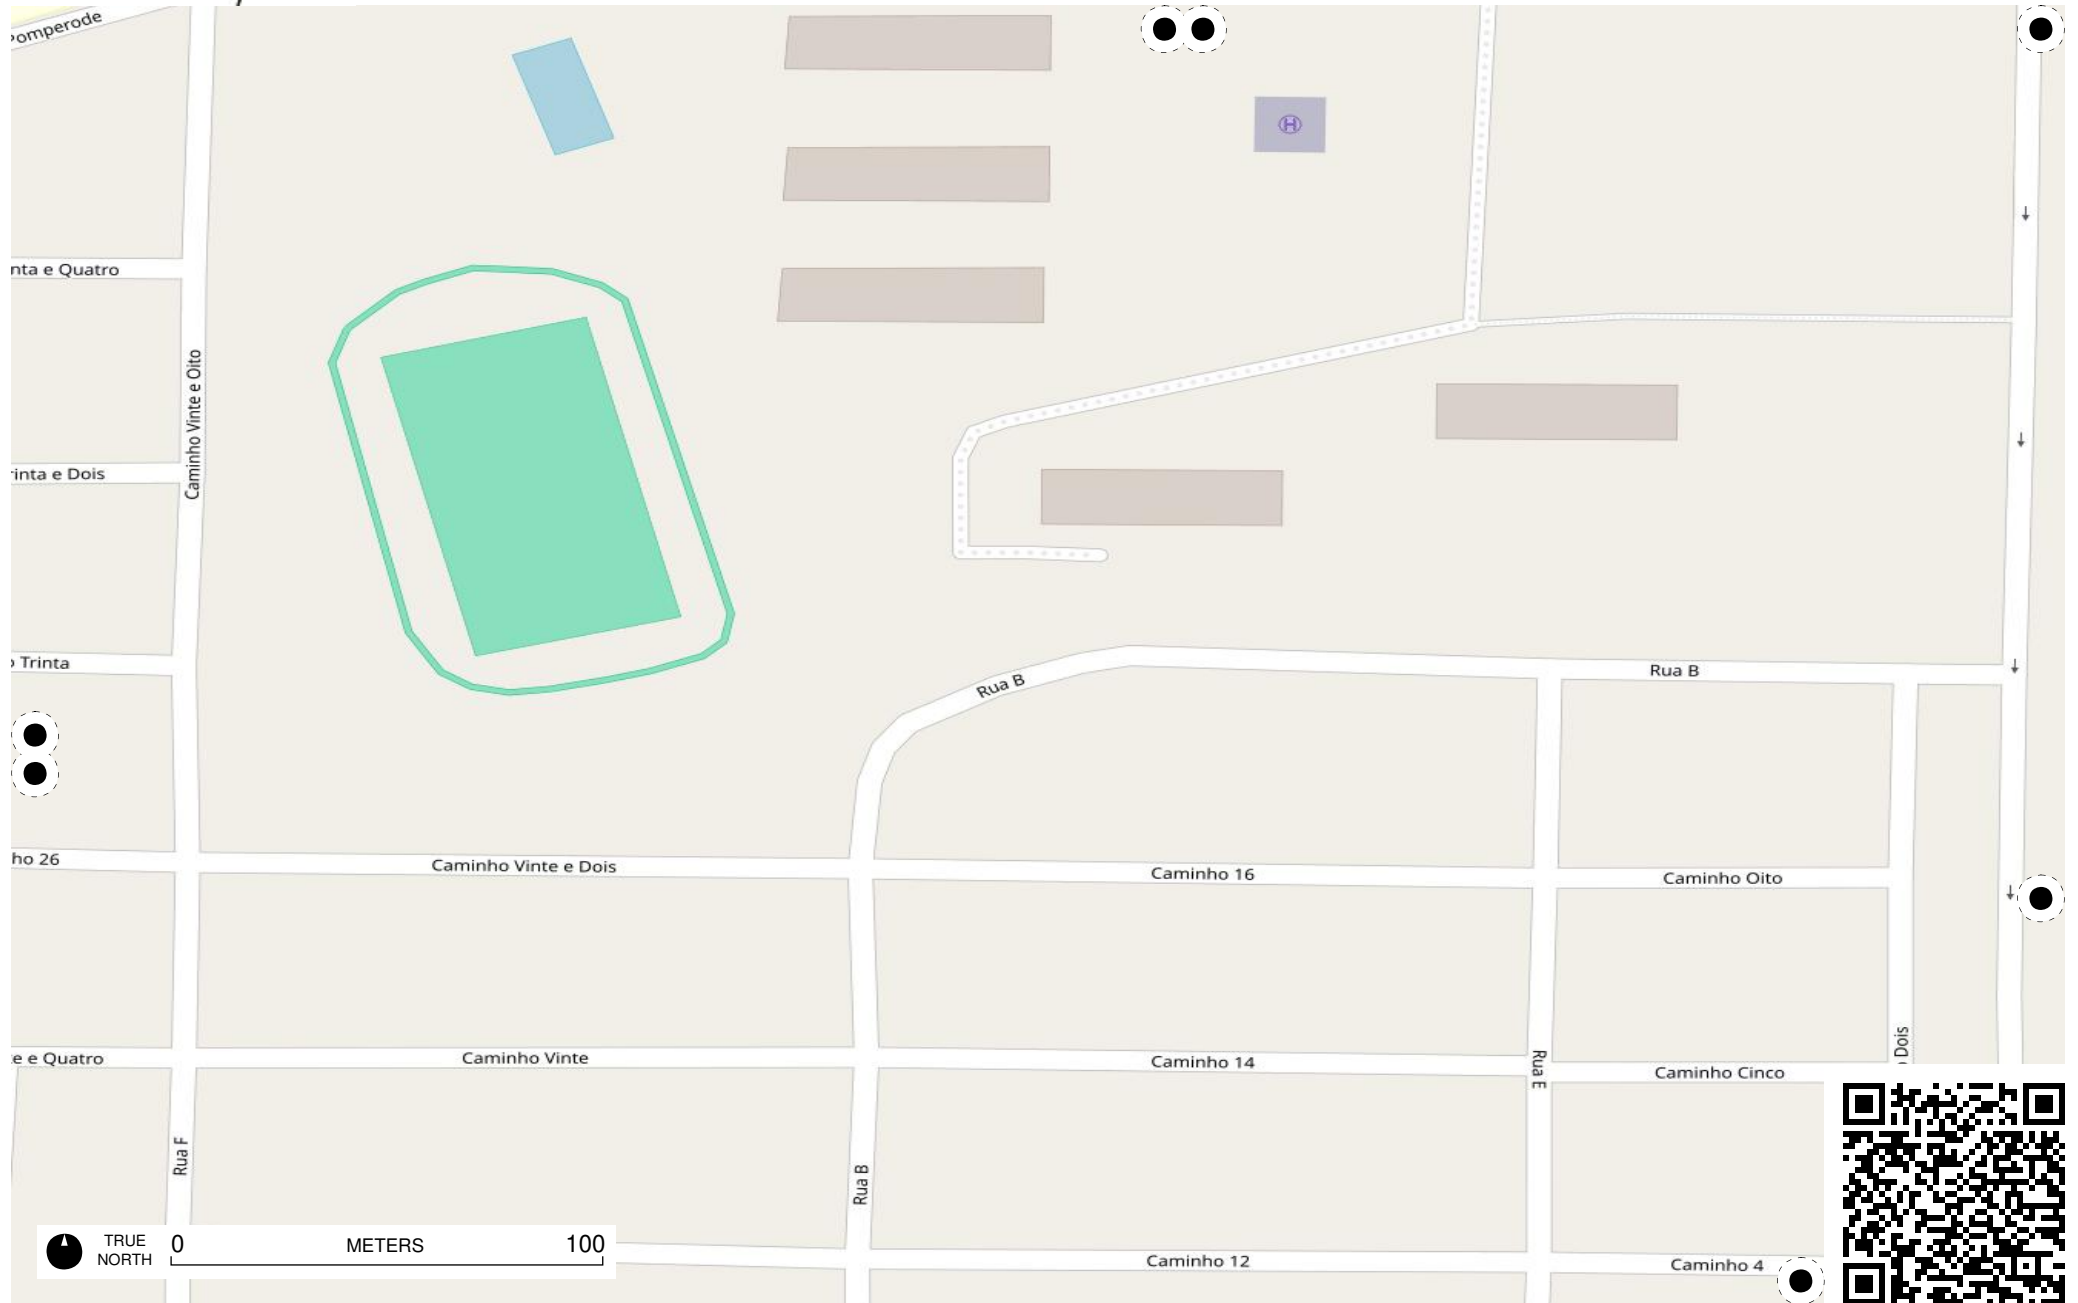 Pomperode
H
nta e Quatro
Caminho Vinte e Oito
rinta e Dois
Trinta
Rua B
Rua B
ho 26
Caminho Vinte e Dois
Caminho 16
Caminho Oito
e e Quatro
Caminho Vinte
Caminho 14
Rua E
Caminho Cinco
Dois
Rua F
Rua B
TRUE
NORTH
0 METERS 100
Caminho 12
Caminho 4